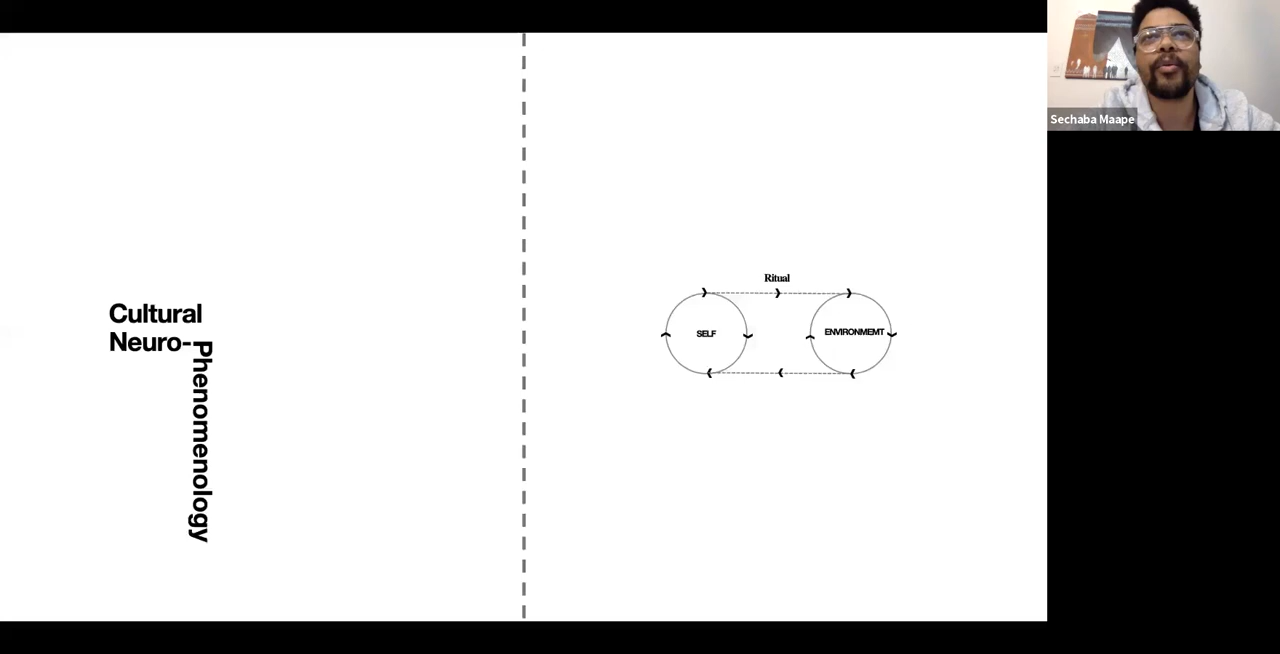 Cultural
Neuro-
Phenomenology
Ritual
SELF
ENVIRONMEMT
Sechaba Maape